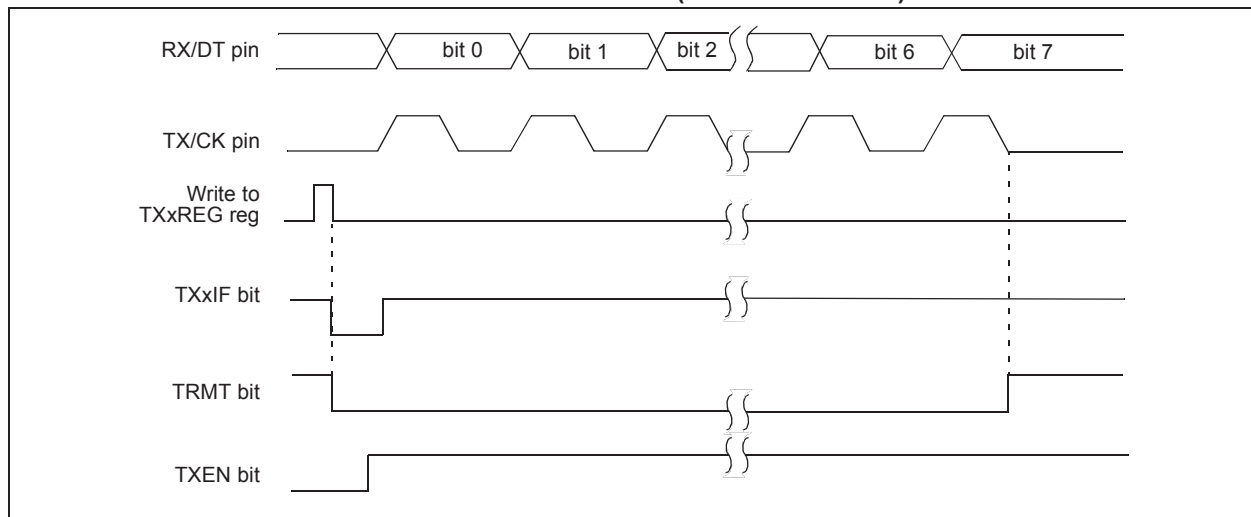 RX/DT pin
bit 0
bit 1
bit 2
bit 6
bit 7
TX/CK pin
Write to
TXxREG reg
TXxIF bit
TRMT bit
TXEN bit